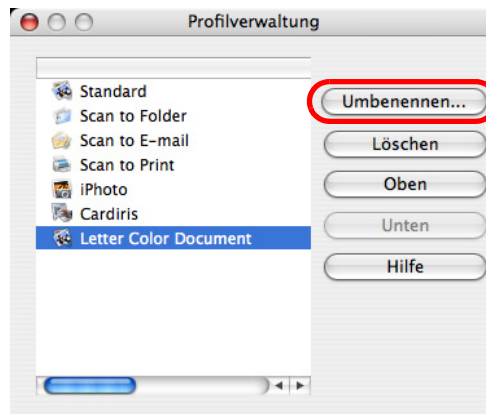 Profilverwaltung
Standard
Scan to Folder
Scan to E-mail
Scan to Print
iPhoto
Cardiris
Letter Color Document
Umbenennen...
Löschen
Oben
Unten
Hilfe